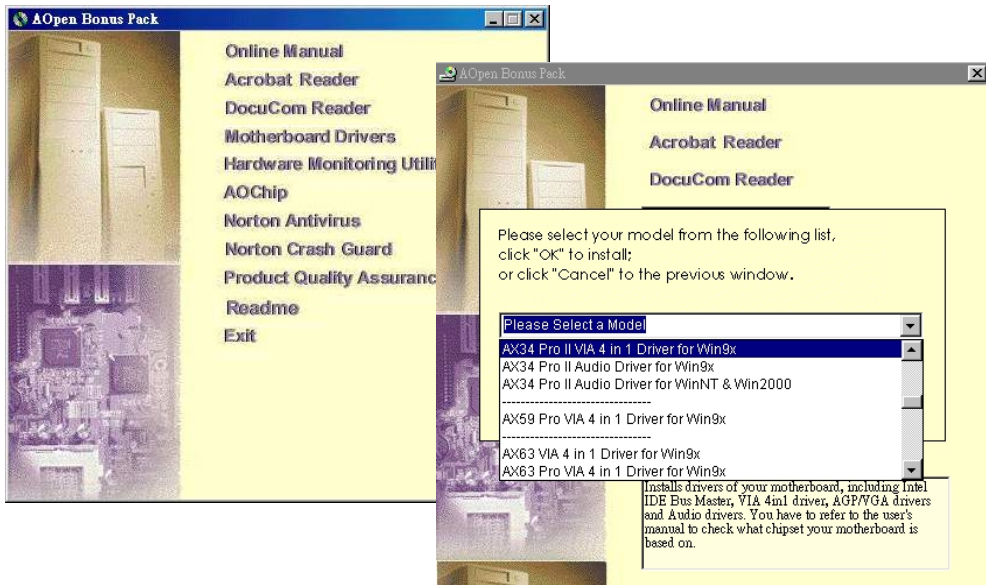 AOpen Bonus Pack
Online Manual
Acrobat Reader
DocuCom Reader
Motherboard Drivers
Hardware Monitoring Utili
AOChip
Norton Antivirus
Norton Crash Guard
Product Quality Assuranc
Readme
Exit
AOpen Bonus Pack
Online Manual
Acrobat Reader
DocuCom Reader
Please select your model from the following list,
click "OK" to install;
or click "Cancel" to the previous window.
Please Select a Model
AX34 Pro II VIA 4 in 1 Driver for Win9x
AX34 Pro II Audio Driver for Win9x
AX34 Pro II Audio Driver for WinNT & Win2000
--------------------------------
AX59 Pro VIA 4 in 1 Driver for Win9x
--------------------------------
AX63 VIA 4 in 1 Driver for Win9x
AX63 Pro VIA 4 in 1 Driver for Win9x
Installs drivers of your motherboard, including Intel
IDE Bus Master, VIA 4in1 driver, AGP/VGA drivers
and Audio drivers. You have to refer to the user's
manual to check what chipset your motherboard is
based on.